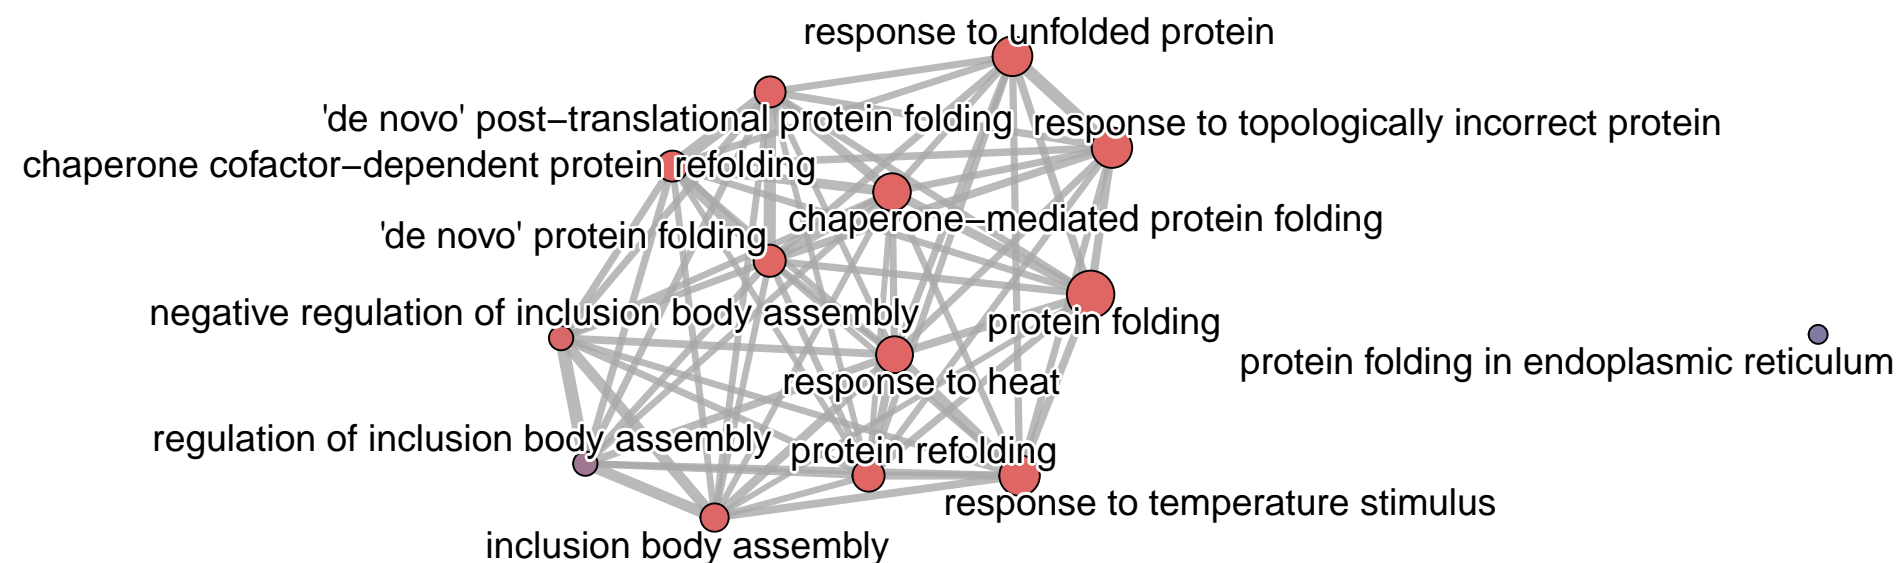 response to unfolded protein
'de novo' post−translational protein folding
response to topologically incorrect protein
chaperone cofactor−dependent protein refolding
chaperone−mediated protein folding
'de novo' protein folding
negative regulation of inclusion body assembly
protein folding
protein folding in endoplasmic reticulum
response to heat
regulation of inclusion body assembly
protein refolding
response to temperature stimulus
inclusion body assembly